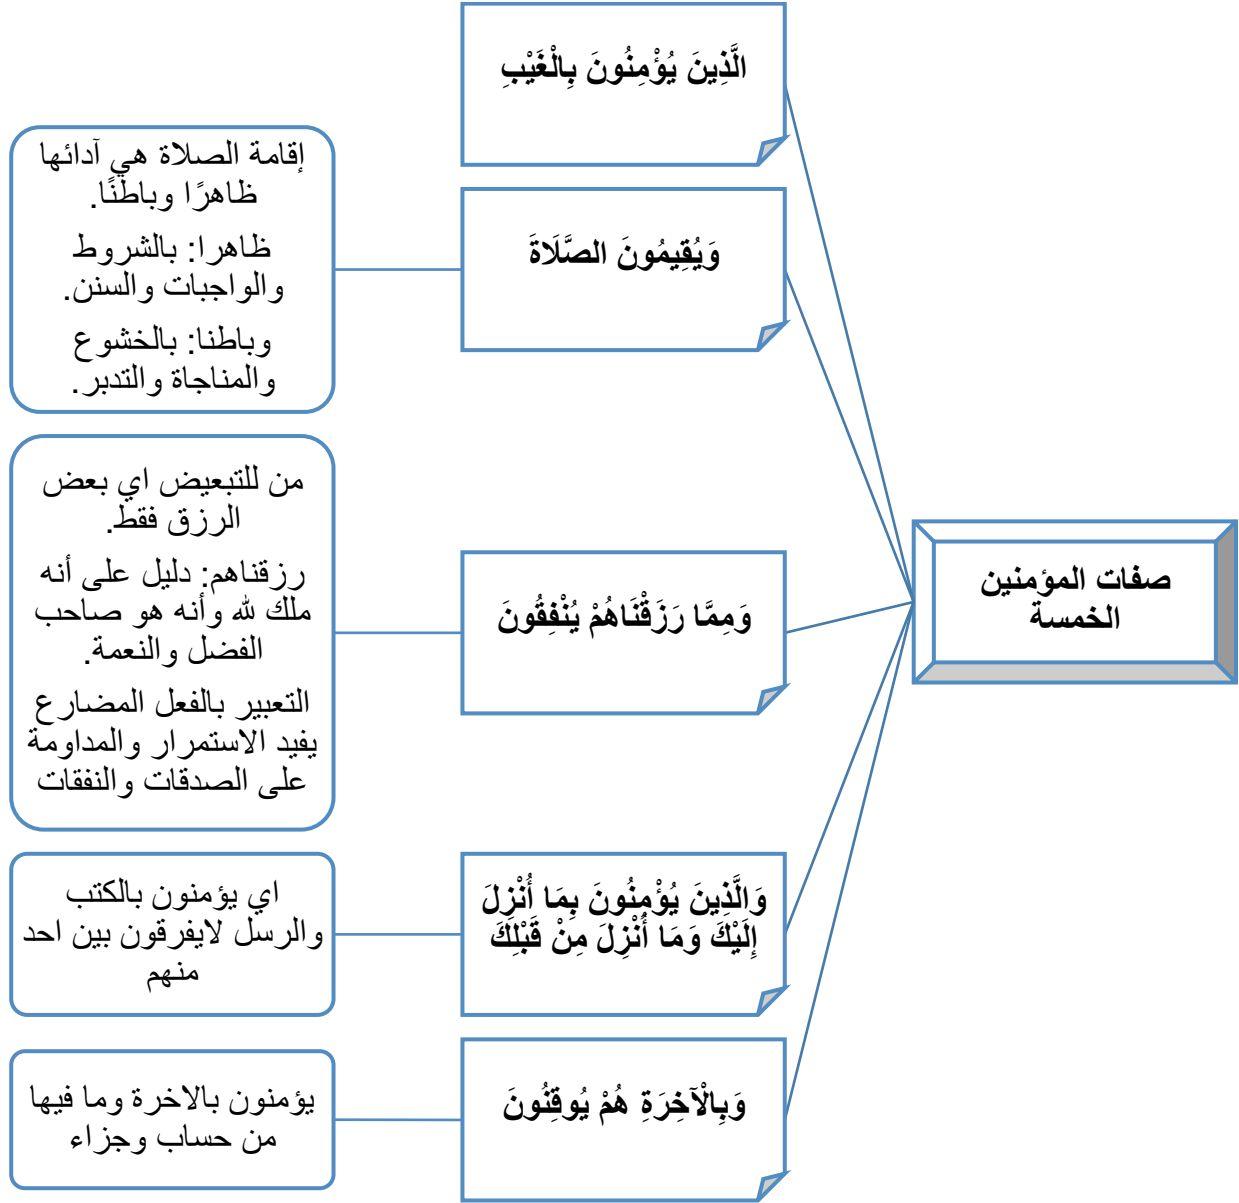 صفات المؤمنين
الخمسة
الَّذِينَ يُؤْمِنُونَ بِالْغَيْبِ
وَيُقِيمُونَ الصَّلَاةَ
إقامة الصلاة هي آدائها
ظاهرًا وباطنًا.
ظاهرا: بالشروط
والواجبات والسنن.
وباطنا: بالخشوع
والمناجاة والتدبر.
وَمِمَّا رَزَقْنَاهُمْ يُنْفِقُونَ
من للتبعيض اي بعض
الرزق فقط.
رزقناهم: دليل على أنه
ملك لله وأنه هو صاحب
الفضل والنعمة.
التعبير بالفعل المضارع
يفيد الاستمرار والمداومة
على الصدقات والنفقات
وَالَّذِينَ يُؤْمِنُونَ بِمَا أُنْزِلَ
إِلَيْكَ وَمَا أُنْزِلَ مِنْ قَبْلِكَ
اي يؤمنون بالكتب
والرسل لايفرقون بين احد
منهم
وَبِالْآخِرَةِ هُمْ يُوقِنُونَ
يؤمنون بالاخرة وما فيها
من حساب وجزاء